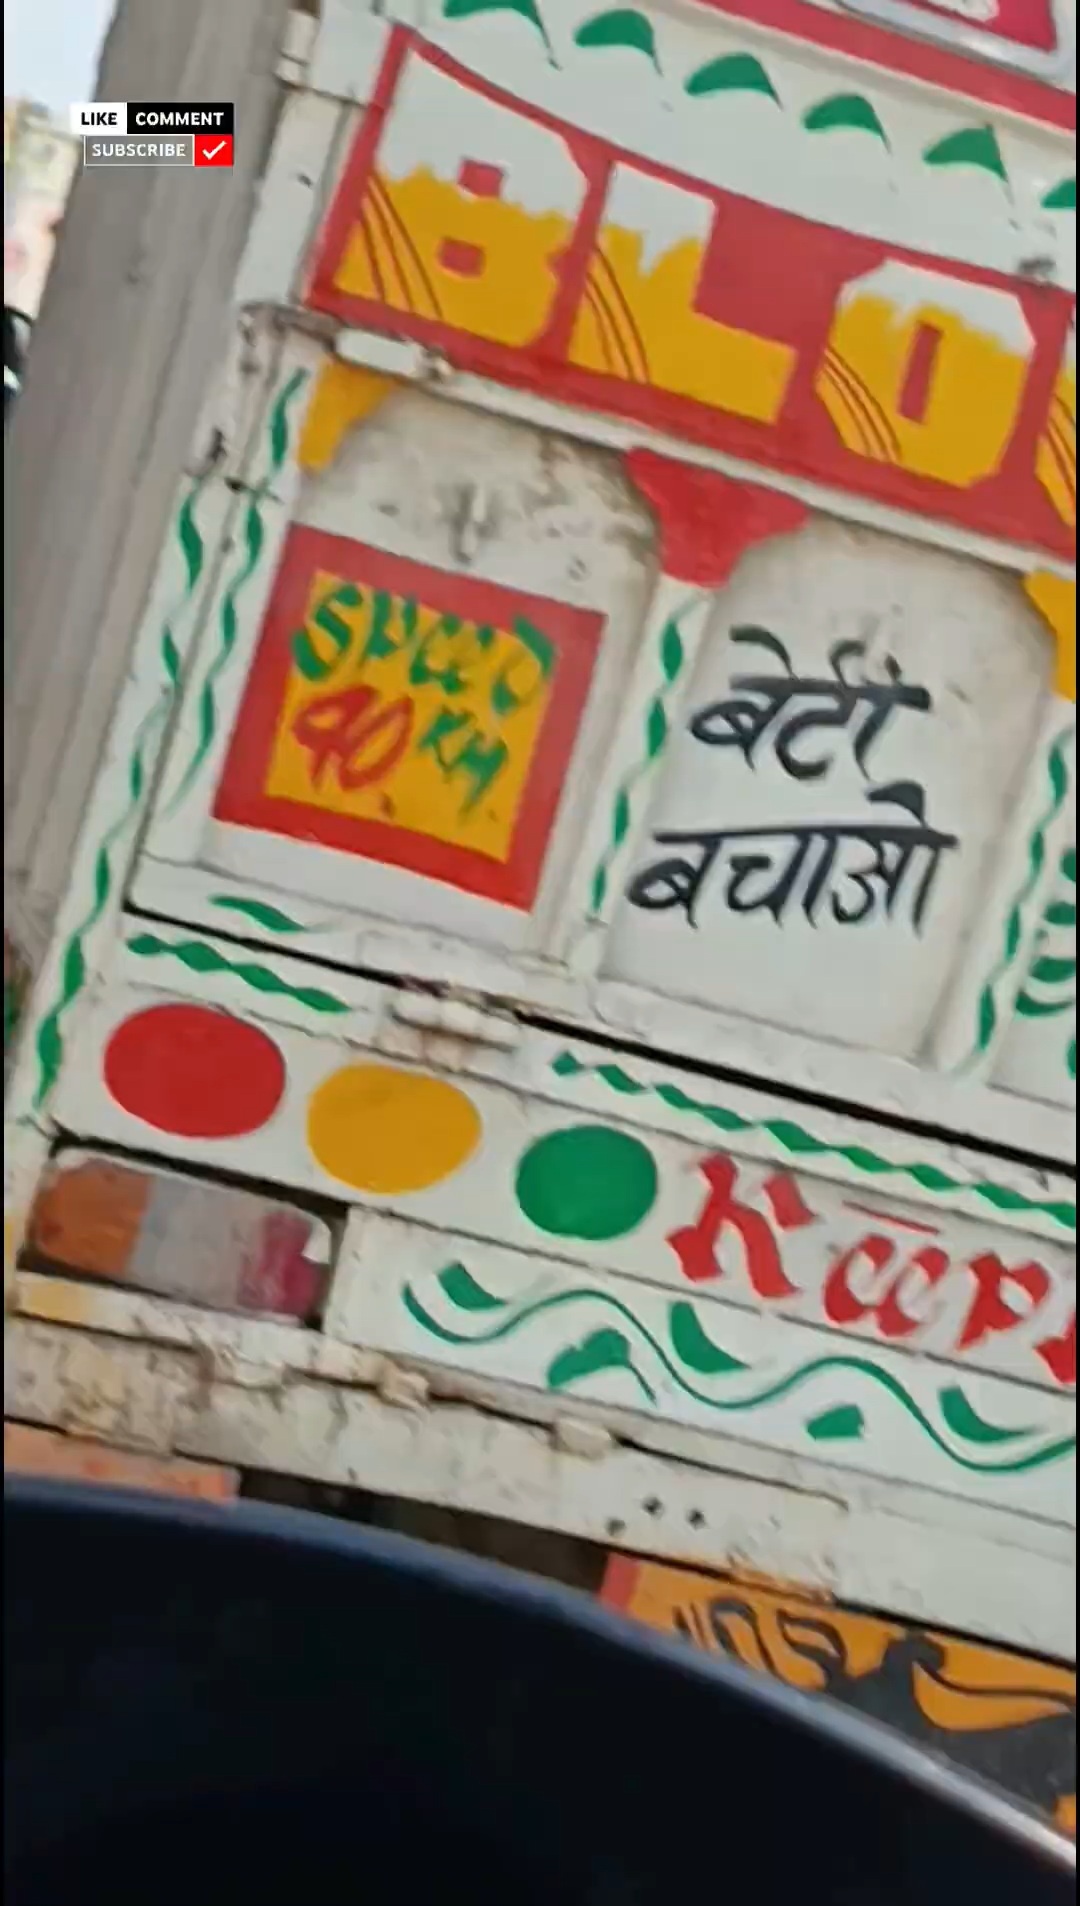 LIKE COMMENT
SUBSCRIBE
BLO
SPEED
40 KM
बेटी
बचाओ
Keep